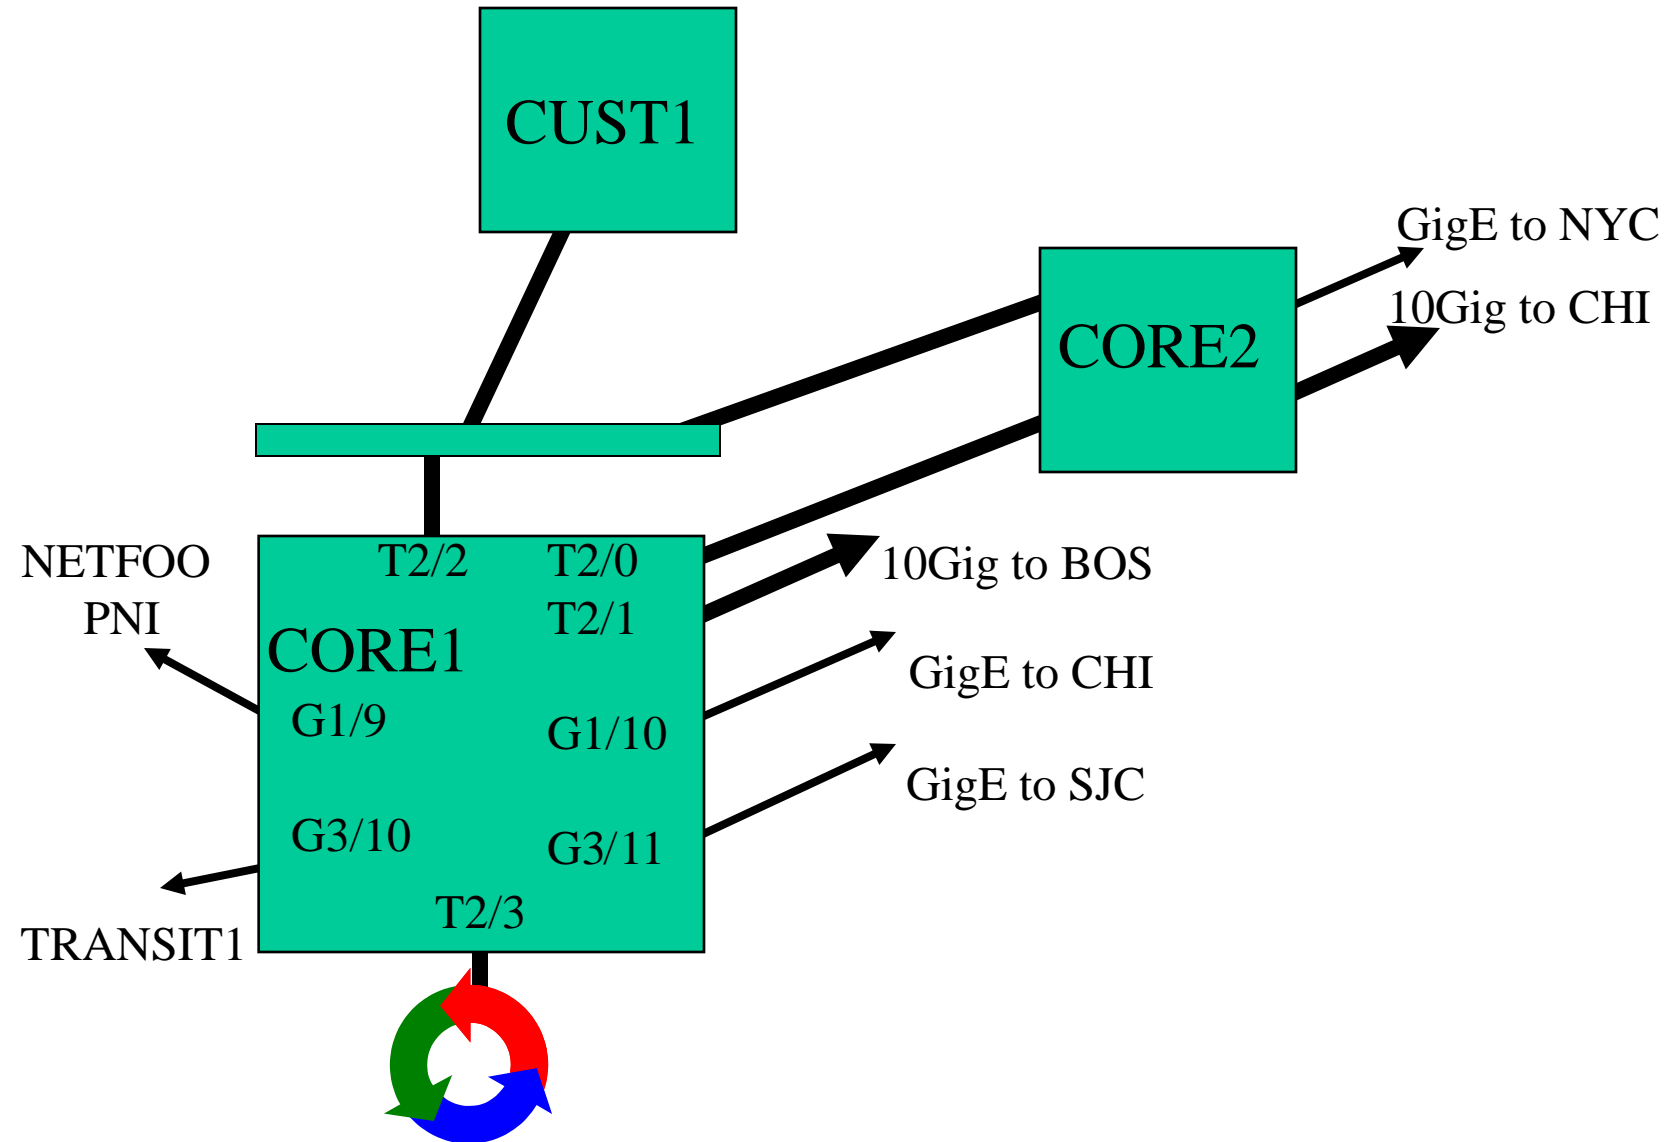 CUST1
GigE to NYC
10Gig to CHI
CORE2
NETFOO
PNI
T2/2
T2/0
10Gig to BOS
T2/1
CORE1
GigE to CHI
G1/9
G1/10
GigE to SJC
G3/10
G3/11
T2/3
TRANSIT1